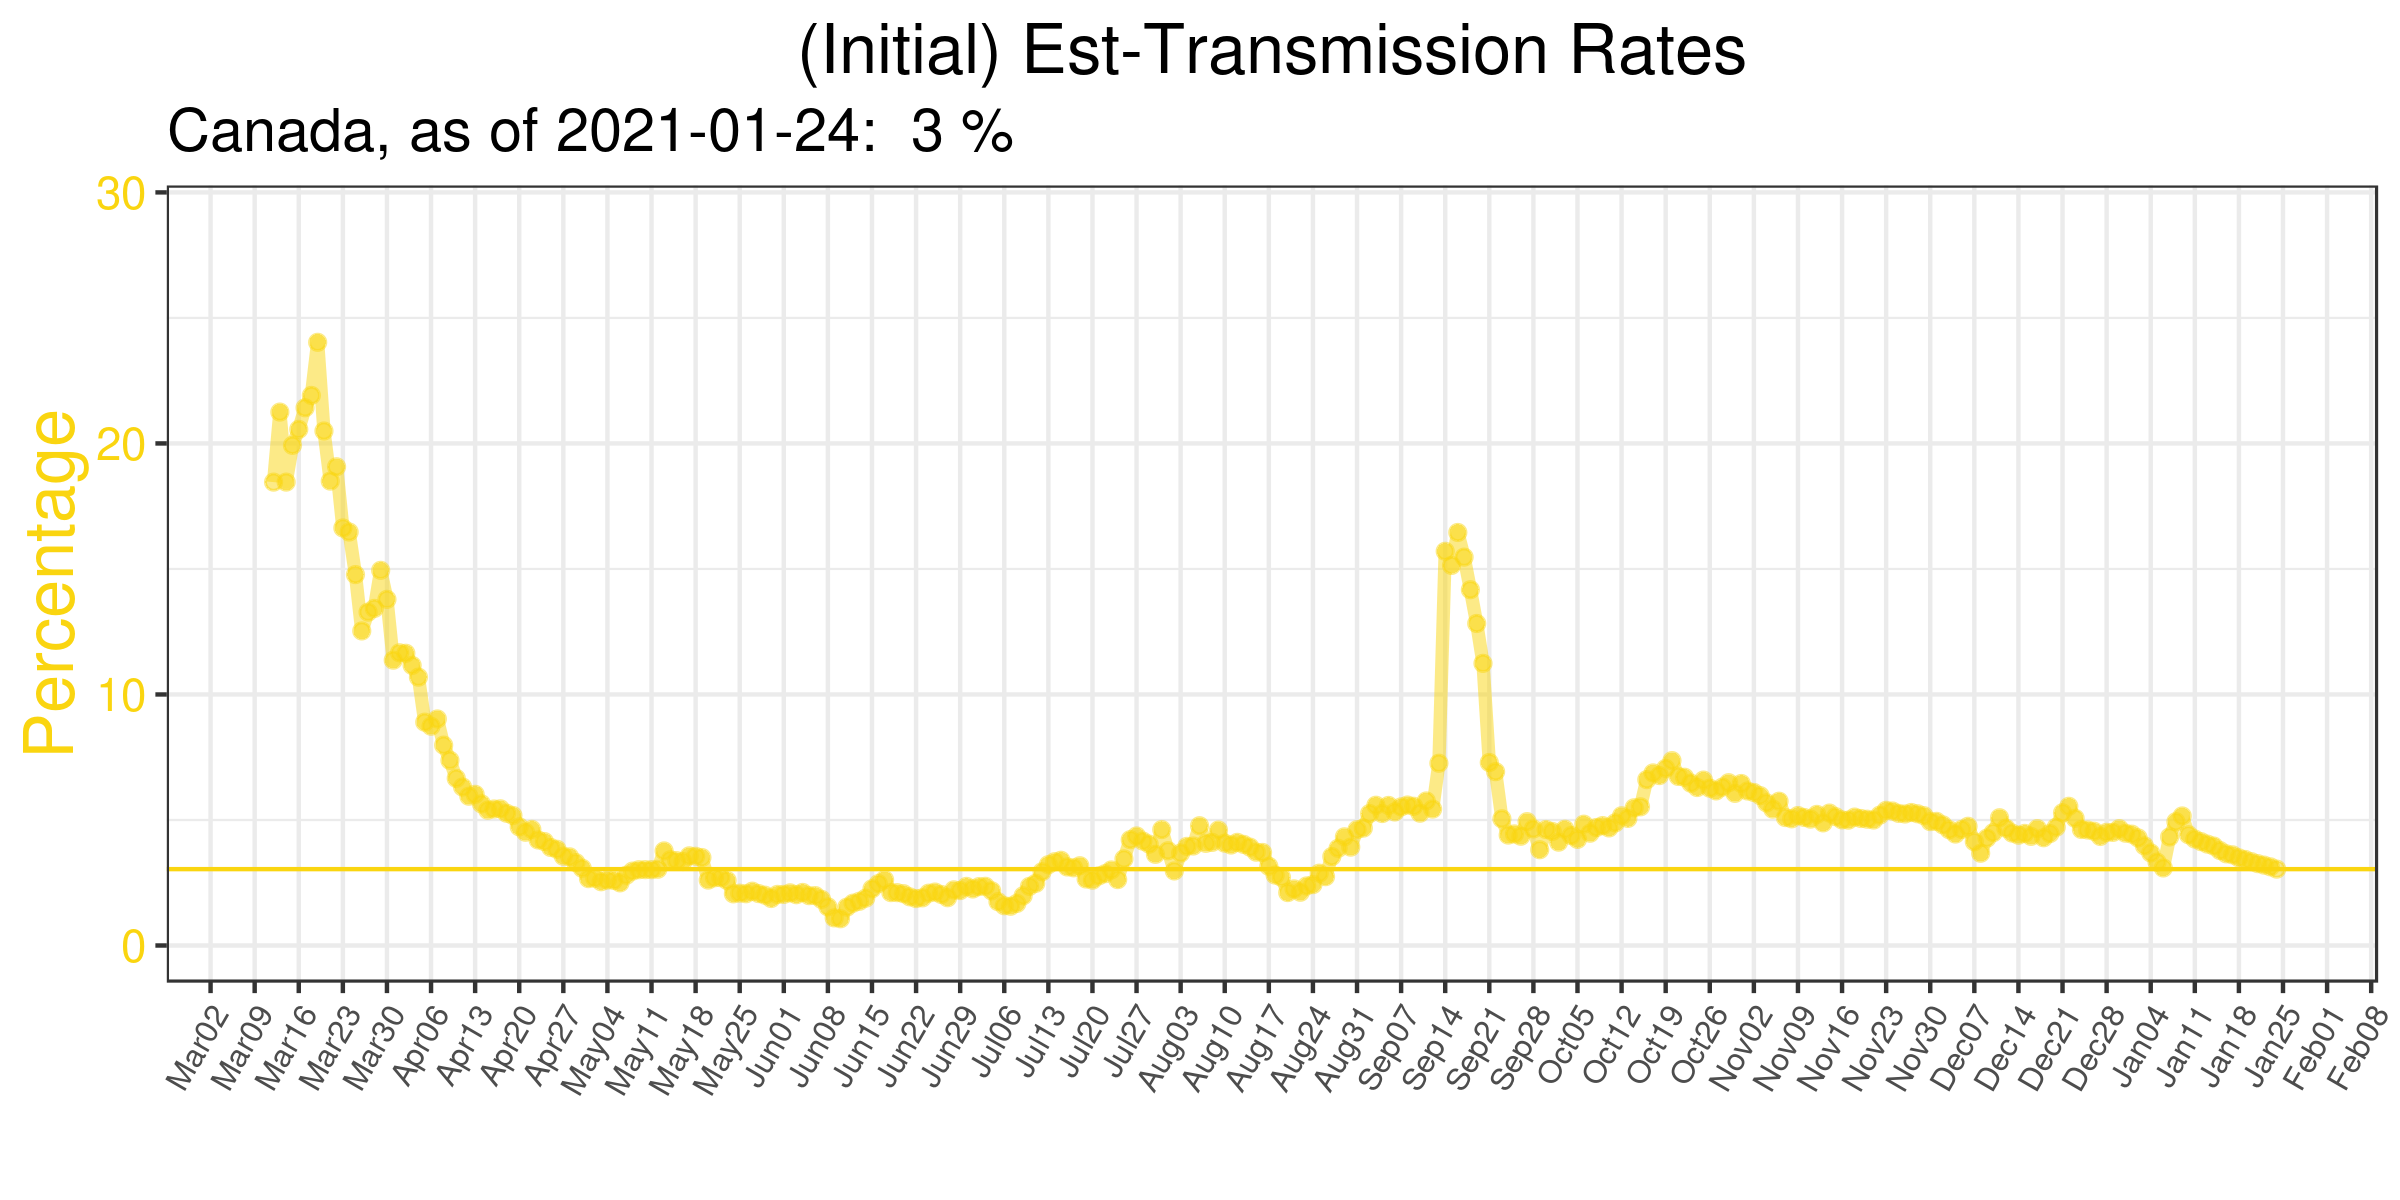 (Initial) Est-Transmission Rates
Canada, as of 2021-01-24:  3 %
Percentage
30
20
10
0
Mar02 Mar09 Mar16 Mar23 Mar30 Apr06 Apr13 Apr20 Apr27 May04 May11 May18 May25 Jun01 Jun08 Jun15 Jun22 Jun29 Jul06 Jul13 Jul20 Jul27 Aug03 Aug10 Aug17 Aug24 Aug31 Sep07 Sep14 Sep21 Sep28 Oct05 Oct12 Oct19 Oct26 Nov02 Nov09 Nov16 Nov23 Nov30 Dec07 Dec14 Dec21 Dec28 Jan04 Jan11 Jan18 Jan25 Feb01 Feb08